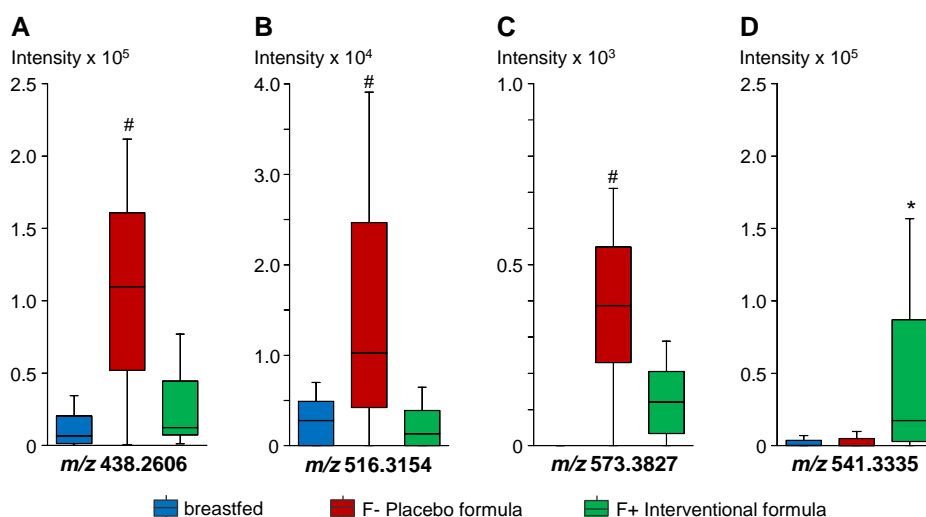 A
Intensity x 10⁵
2.5
2.0
1.5
1.0
0.5
0
#
m/z 438.2606
B
Intensity x 10⁴
4.0
3.0
2.0
1.0
0
#
m/z 516.3154
C
Intensity x 10³
1.0
0.5
0
#
m/z 573.3827
D
Intensity x 10⁵
2.5
2.0
1.5
1.0
0.5
0
*
m/z 541.3335
breastfed
F- Placebo formula
F+ Interventional formula